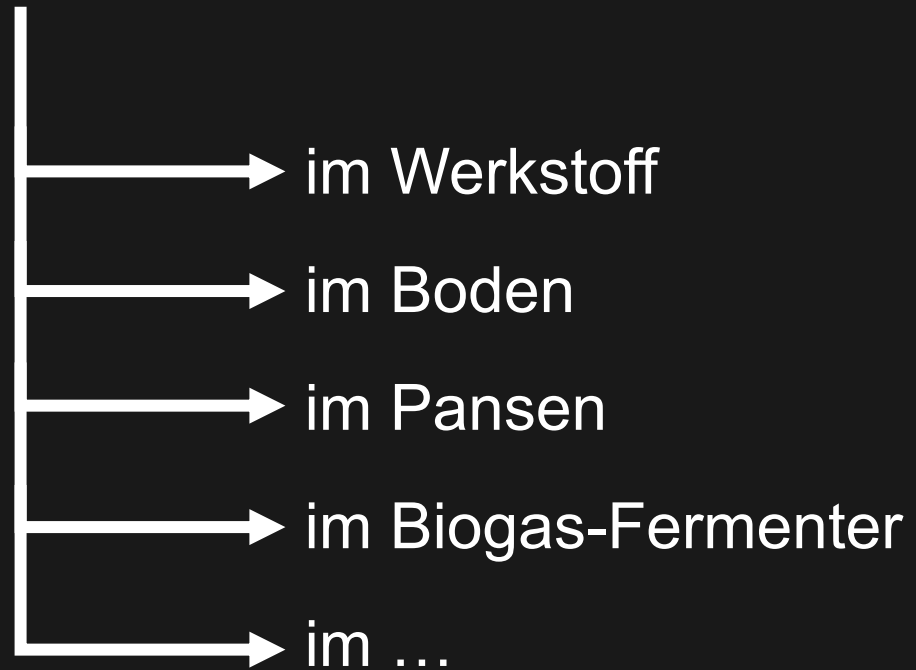 im Werkstoff
im Boden
im Pansen
im Biogas-Fermenter
im …